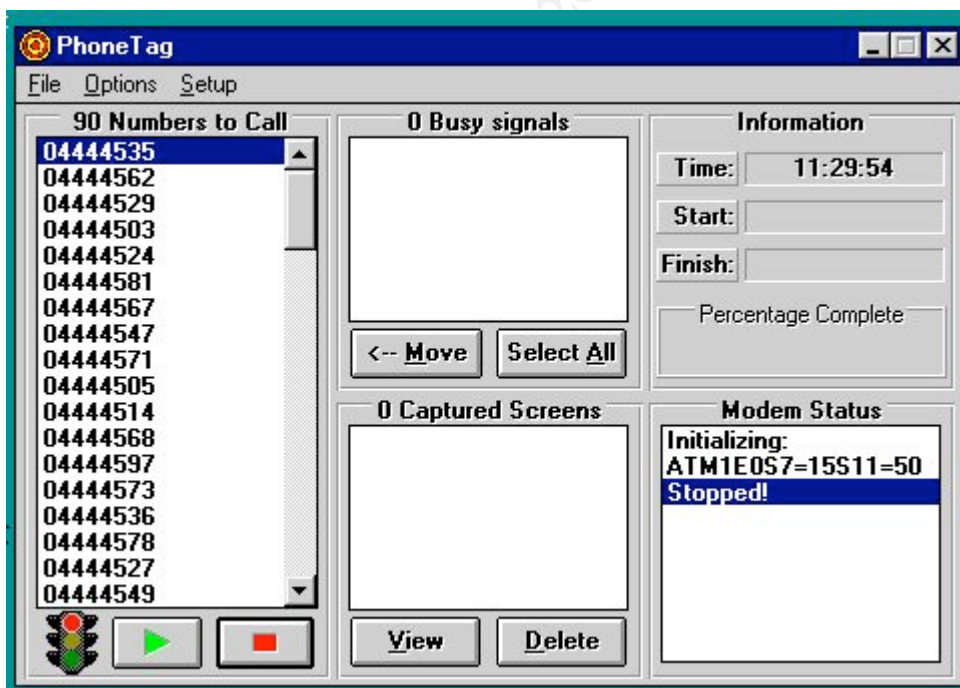 PhoneTag
File Options Setup
90 Numbers to Call
04444535
04444562
04444529
04444503
04444524
04444581
04444567
04444547
04444571
04444505
04444514
04444568
04444597
04444573
04444536
04444578
04444527
04444549
0 Busy signals
<-- Move
Select All
0 Captured Screens
View
Delete
Information
Time: 11:29:54
Start:
Finish:
Percentage Complete
Modem Status
Initializing:
ATM1E0S7=15S11=50
Stopped!